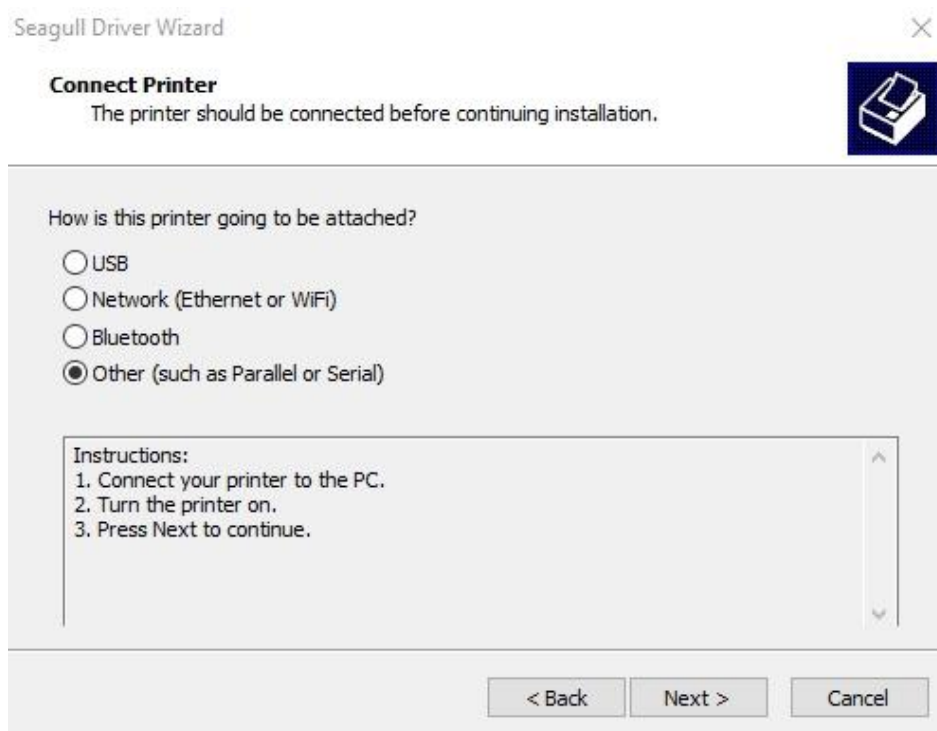 Seagull Driver Wizard
Connect Printer
The printer should be connected before continuing installation.
How is this printer going to be attached?
USB
Network (Ethernet or WiFi)
Bluetooth
Other (such as Parallel or Serial)
Instructions:
1. Connect your printer to the PC.
2. Turn the printer on.
3. Press Next to continue.
< Back Next > Cancel